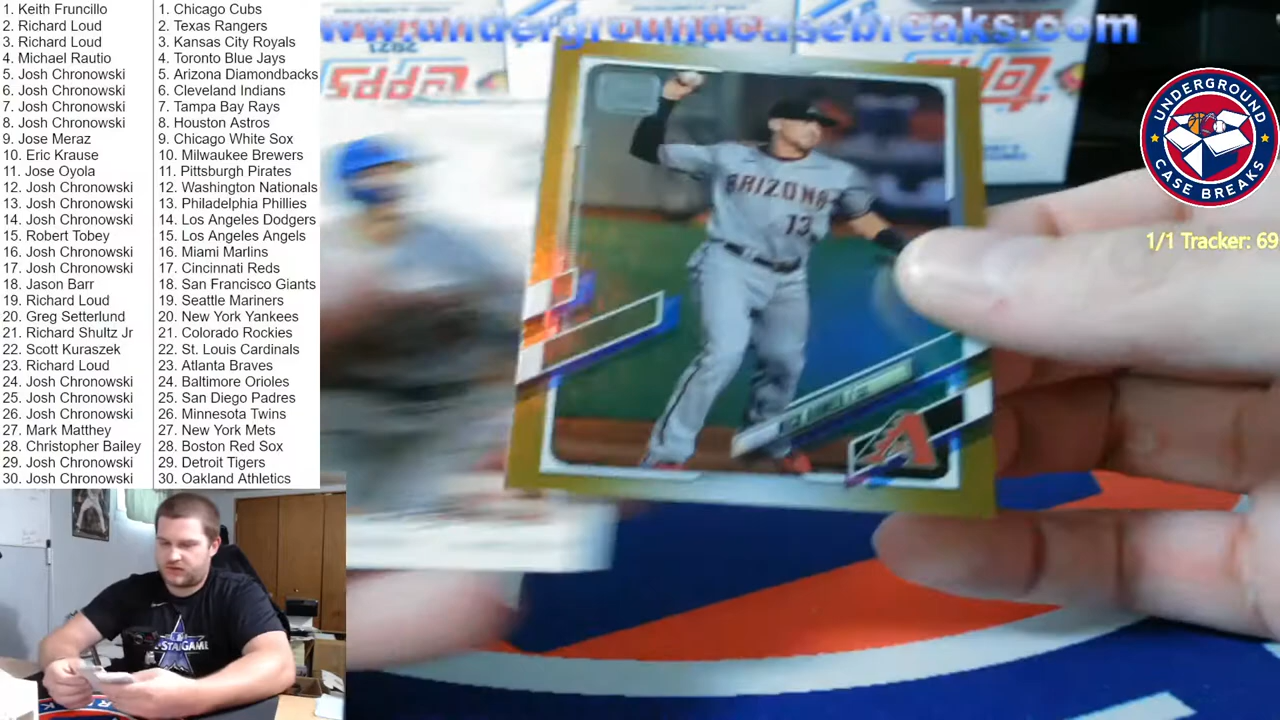 1. Keith Fruncillo
2. Richard Loud
3. Richard Loud
4. Michael Rautio
5. Josh Chronowski
6. Josh Chronowski
7. Josh Chronowski
8. Josh Chronowski
9. Jose Meraz
10. Eric Krause
11. Jose Oyola
12. Josh Chronowski
13. Josh Chronowski
14. Josh Chronowski
15. Robert Tobey
16. Josh Chronowski
17. Josh Chronowski
18. Jason Barr
19. Richard Loud
20. Greg Setterlund
21. Richard Shultz Jr
22. Scott Kuraszek
23. Richard Loud
24. Josh Chronowski
25. Josh Chronowski
26. Josh Chronowski
27. Mark Matthey
28. Christopher Bailey
29. Josh Chronowski
30. Josh Chronowski
1. Chicago Cubs
2. Texas Rangers
3. Kansas City Royals
4. Toronto Blue Jays
5. Arizona Diamondbacks
6. Cleveland Indians
7. Tampa Bay Rays
8. Houston Astros
9. Chicago White Sox
10. Milwaukee Brewers
11. Pittsburgh Pirates
12. Washington Nationals
13. Philadelphia Phillies
14. Los Angeles Dodgers
15. Los Angeles Angels
16. Miami Marlins
17. Cincinnati Reds
18. San Francisco Giants
19. Seattle Mariners
20. New York Yankees
21. Colorado Rockies
22. St. Louis Cardinals
23. Atlanta Braves
24. Baltimore Orioles
25. San Diego Padres
26. Minnesota Twins
27. New York Mets
28. Boston Red Sox
29. Detroit Tigers
30. Oakland Athletics
www.undergroundcasebreaks.com
UNDERGROUND
CASE BREAKS
1/1 Tracker: 69
ARIZONA
13